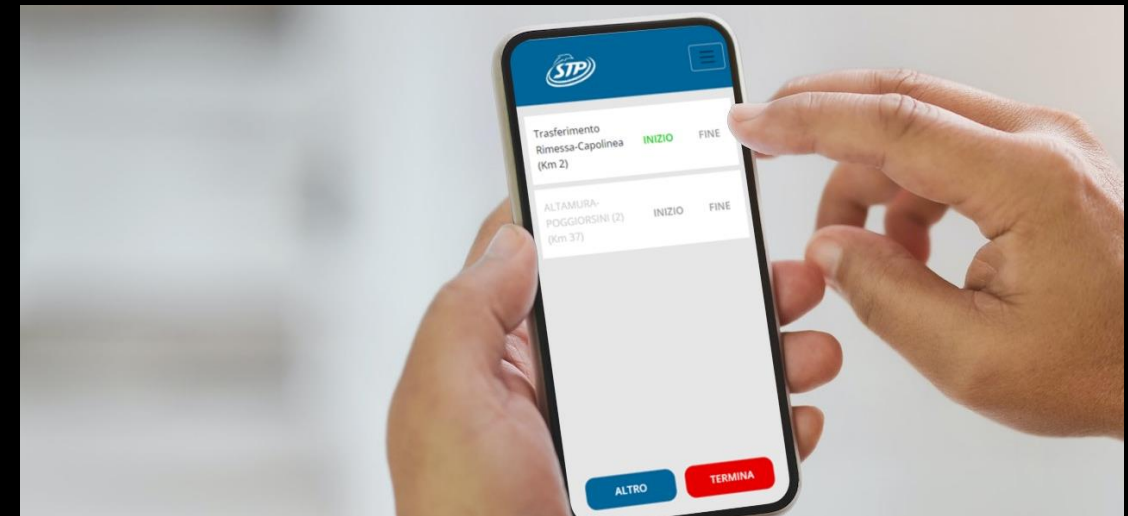 STP
Trasferimento
Rimessa-Capolinea
(Km 2)
INIZIO
FINE
ALTAMURA-
POGGIORSINI (2)
(Km 37)
INIZIO
FINE
ALTRO
TERMINA